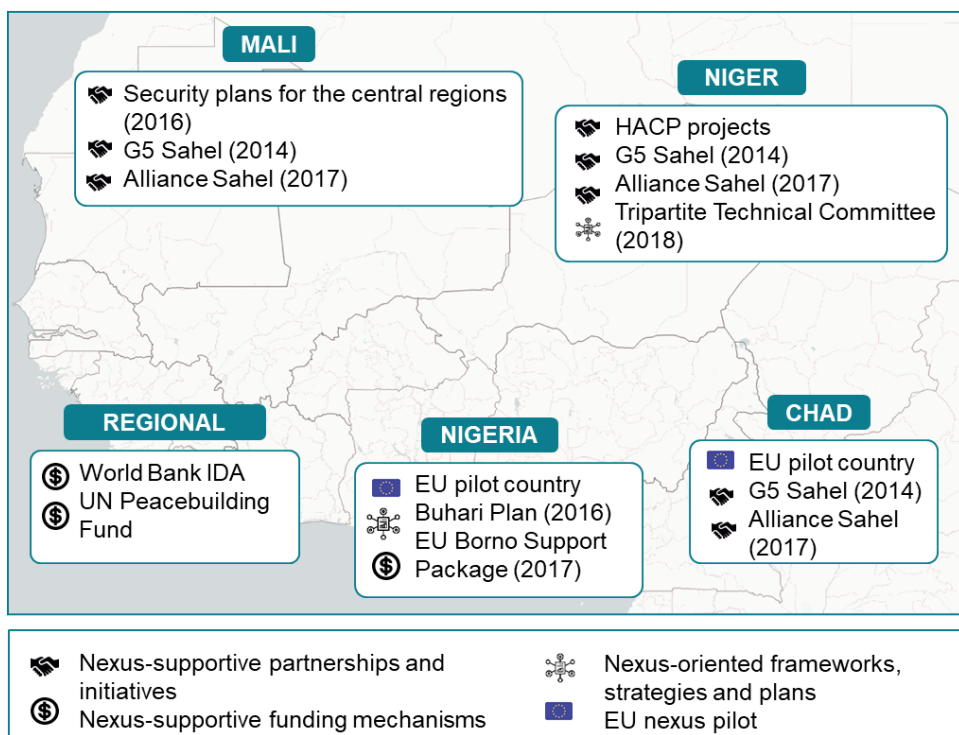 MALI
Security plans for the central regions
(2016)
G5 Sahel (2014)
Alliance Sahel (2017)
NIGER
HACP projects
G5 Sahel (2014)
Alliance Sahel (2017)
Tripartite Technical Committee
(2018)
REGIONAL
World Bank IDA
UN Peacebuilding
Fund
NIGERIA
EU pilot country
Buhari Plan (2016)
EU Borno Support
Package (2017)
CHAD
EU pilot country
G5 Sahel (2014)
Alliance Sahel
(2017)
Nexus-supportive partnerships and
initiatives
Nexus-supportive funding mechanisms
Nexus-oriented frameworks,
strategies and plans
EU nexus pilot